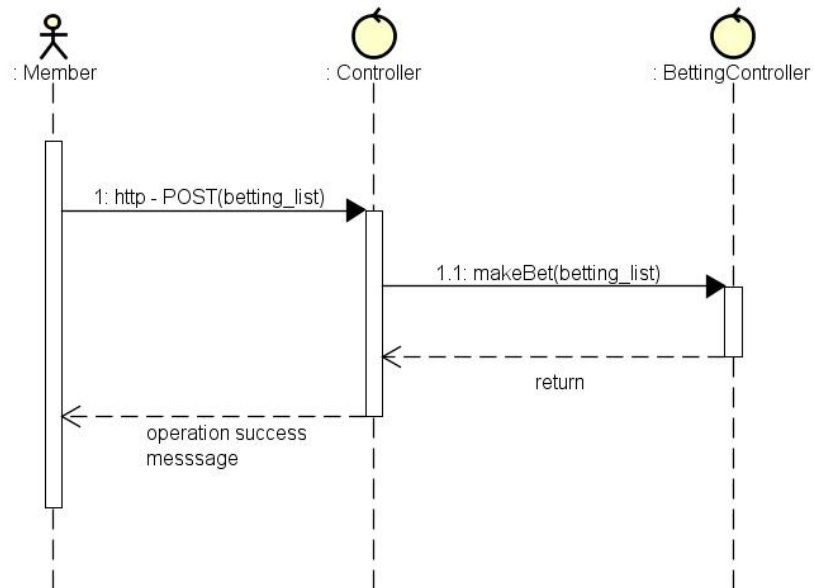 : Member
: Controller
: BettingController
1: http - POST(betting_list)
1.1: makeBet(betting_list)
return
operation success
messsage